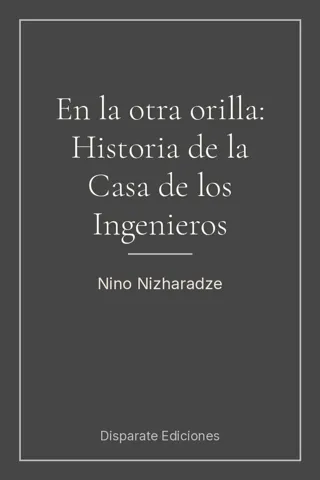 En la otra orilla:
Historia de la
Casa de los
Ingenieros
Nino Nizharadze
Disparate Ediciones